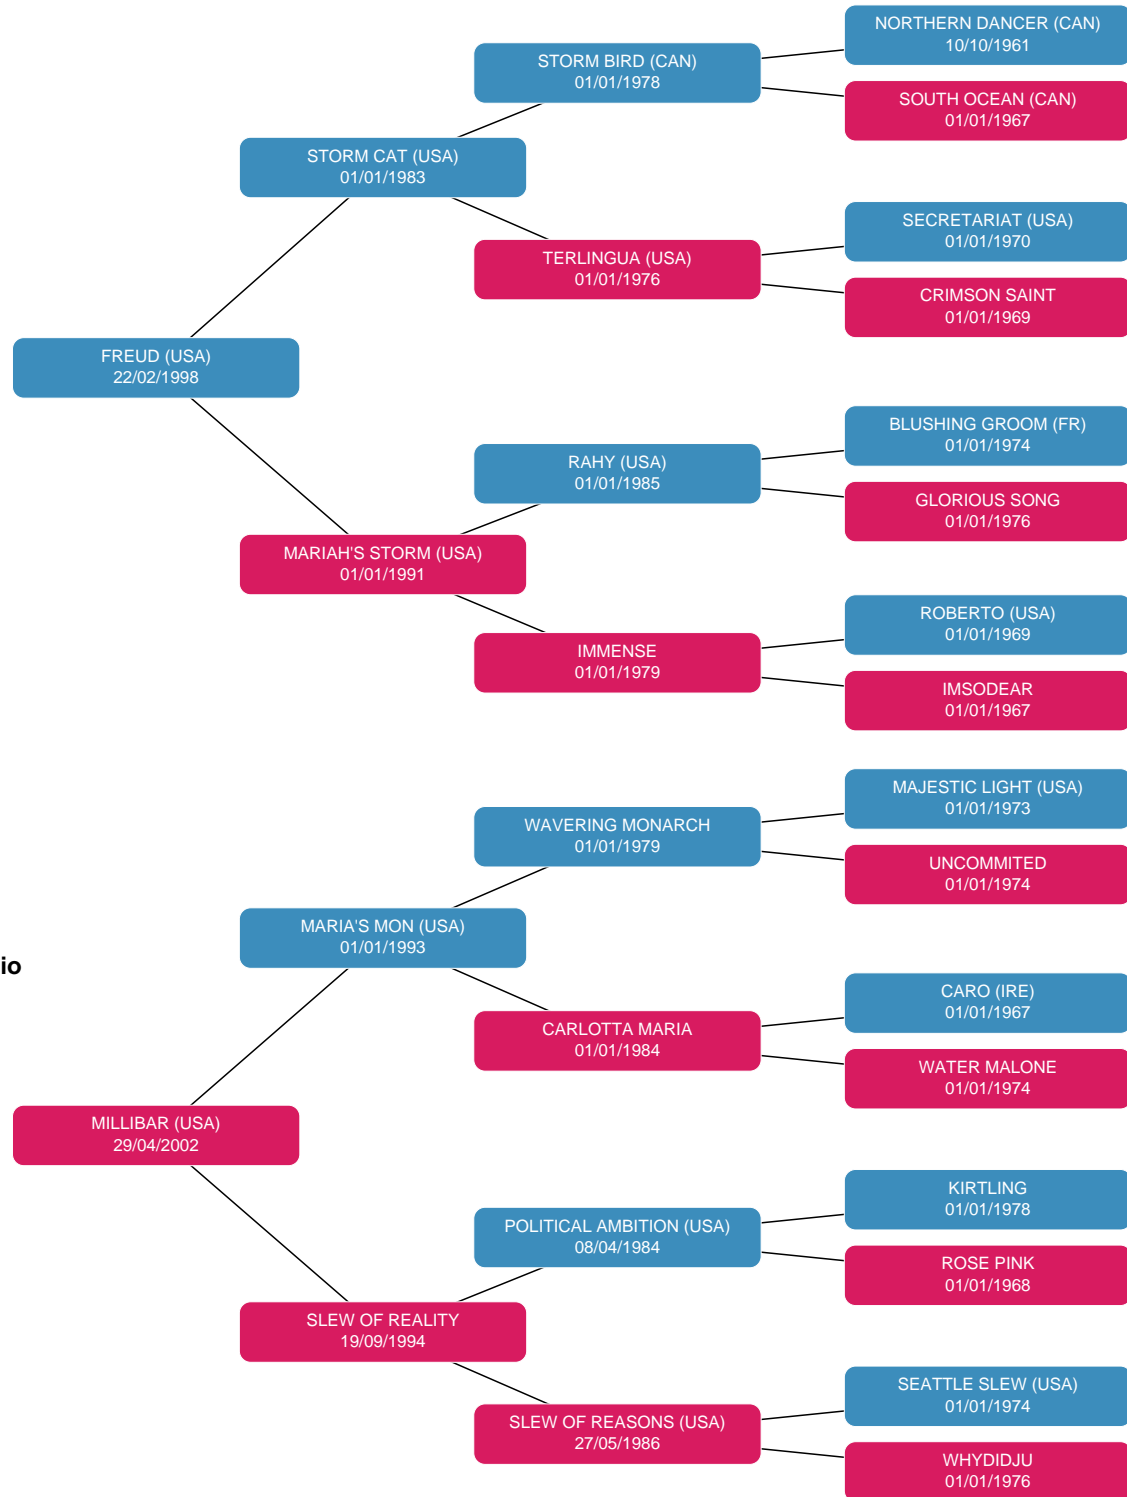 NORTHERN DANCER (CAN)
10/10/1961
STORM BIRD (CAN)
01/01/1978
SOUTH OCEAN (CAN)
01/01/1967
STORM CAT (USA)
01/01/1983
SECRETARIAT (USA)
01/01/1970
TERLINGUA (USA)
01/01/1976
CRIMSON SAINT
01/01/1969
FREUD (USA)
22/02/1998
BLUSHING GROOM (FR)
01/01/1974
RAHY (USA)
01/01/1985
GLORIOUS SONG
01/01/1976
MARIAH'S STORM (USA)
01/01/1991
ROBERTO (USA)
01/01/1969
IMMENSE
01/01/1979
IMSODEAR
01/01/1967
MAJESTIC LIGHT (USA)
01/01/1973
WAVERING MONARCH
01/01/1979
UNCOMMITED
01/01/1974
MARIA'S MON (USA)
01/01/1993
io
CARO (IRE)
01/01/1967
CARLOTTA MARIA
01/01/1984
WATER MALONE
01/01/1974
MILLIBAR (USA)
29/04/2002
KIRTLING
01/01/1978
POLITICAL AMBITION (USA)
08/04/1984
ROSE PINK
01/01/1968
SLEW OF REALITY
19/09/1994
SEATTLE SLEW (USA)
01/01/1974
SLEW OF REASONS (USA)
27/05/1986
WHYDIDJU
01/01/1976